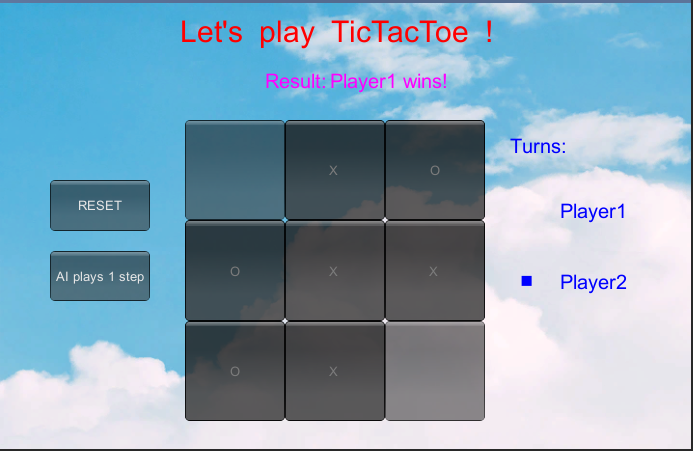 Let's play TicTacToe !
Result: Player1 wins!
X
O
Turns:
RESET
Player1
O
X
X
AI plays 1 step
Player2
O
X